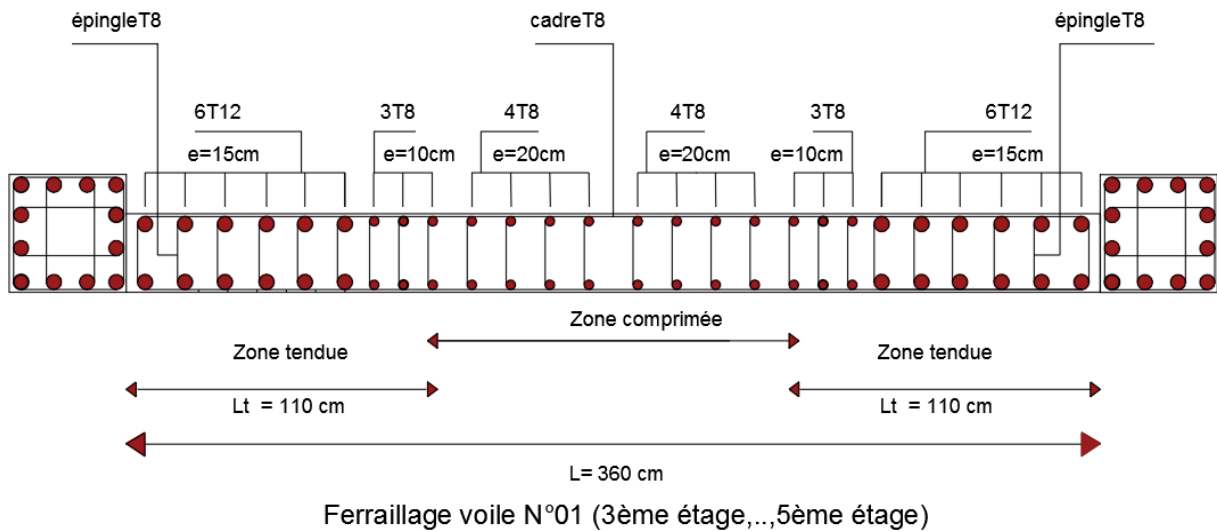 épingleT8
cadreT8
épingleT8
6T12
3T8
4T8
4T8
3T8
6T12
e=15cm
e=10cm
e=20cm
e=20cm
e=10cm
e=15cm
Zone comprimée
Zone tendue
Zone tendue
Lt = 110 cm
Lt = 110 cm
L= 360 cm
Ferraillage voile N°01 (3ème étage,..,5ème étage)